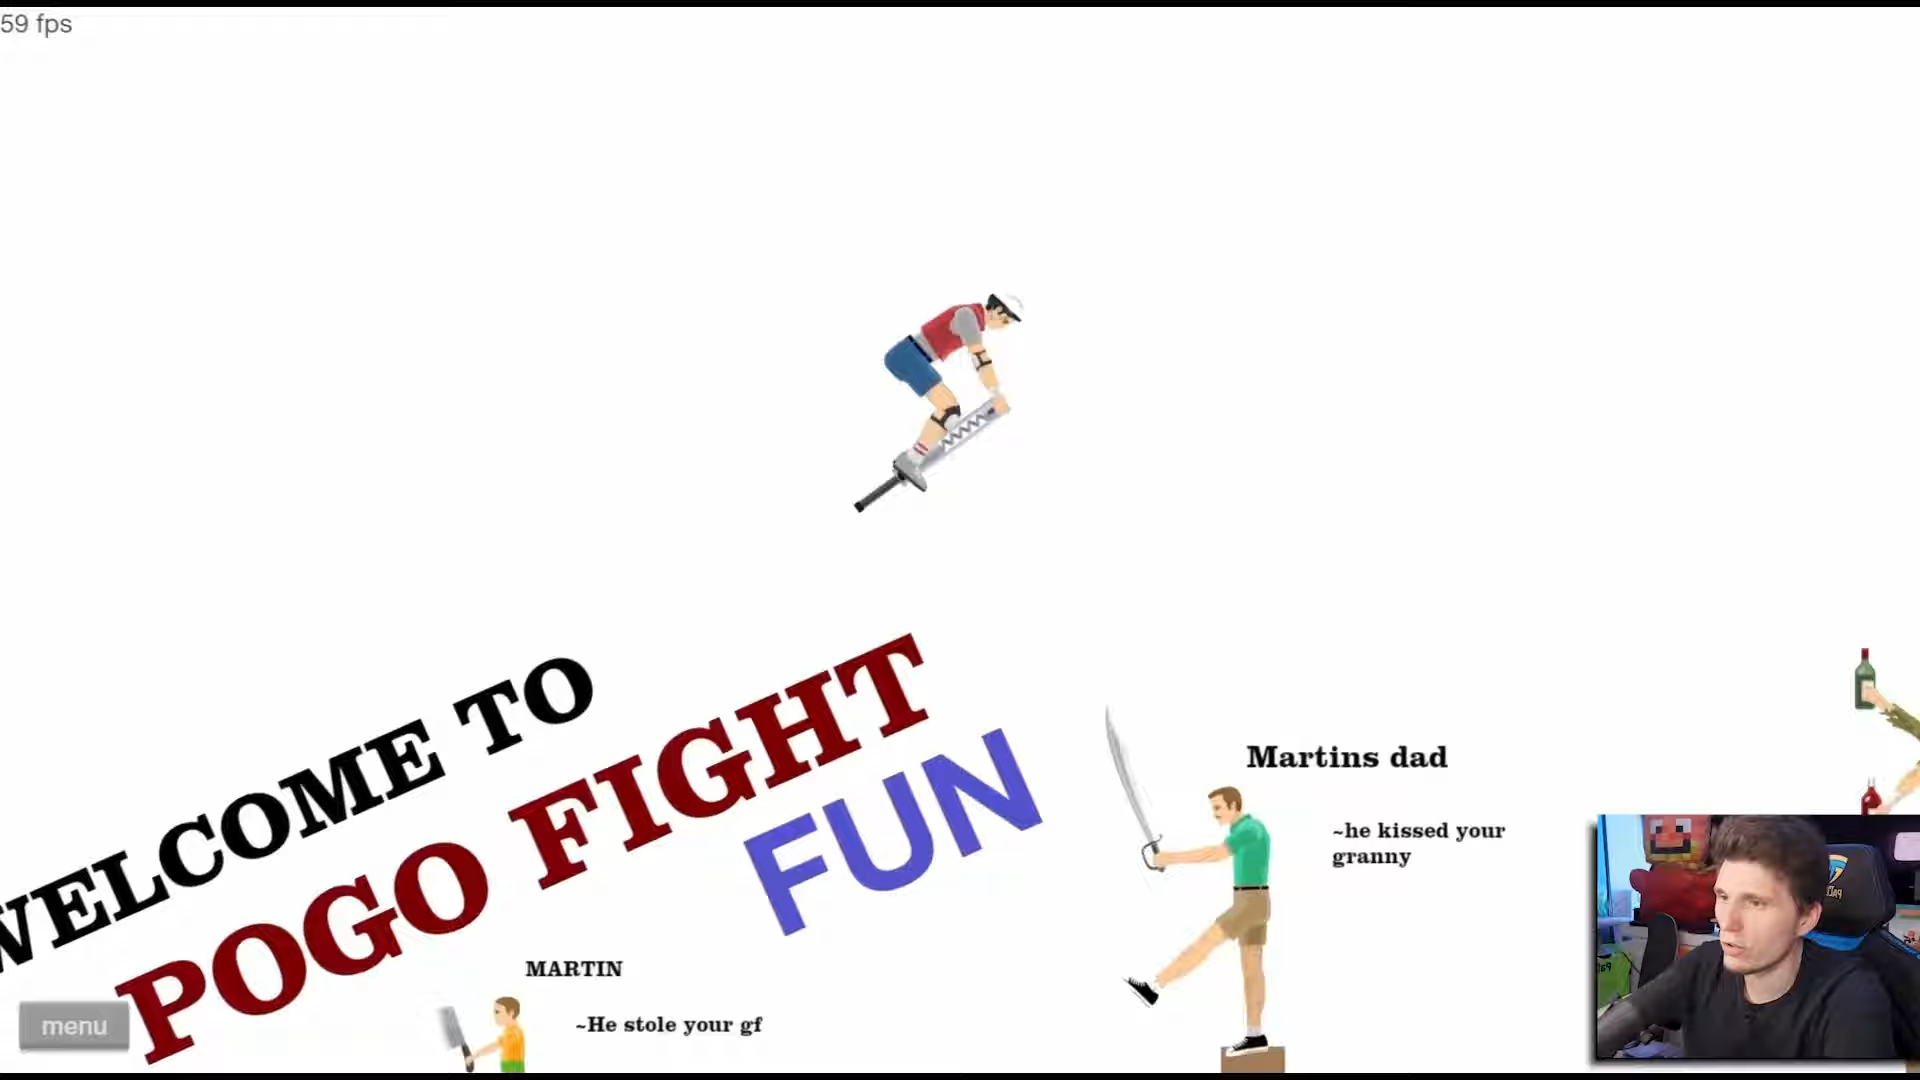 59 fps
WELCOME TO
POGO FIGHT
FUN
Martins dad
~he kissed your
granny
MARTIN
~He stole your gf
menu